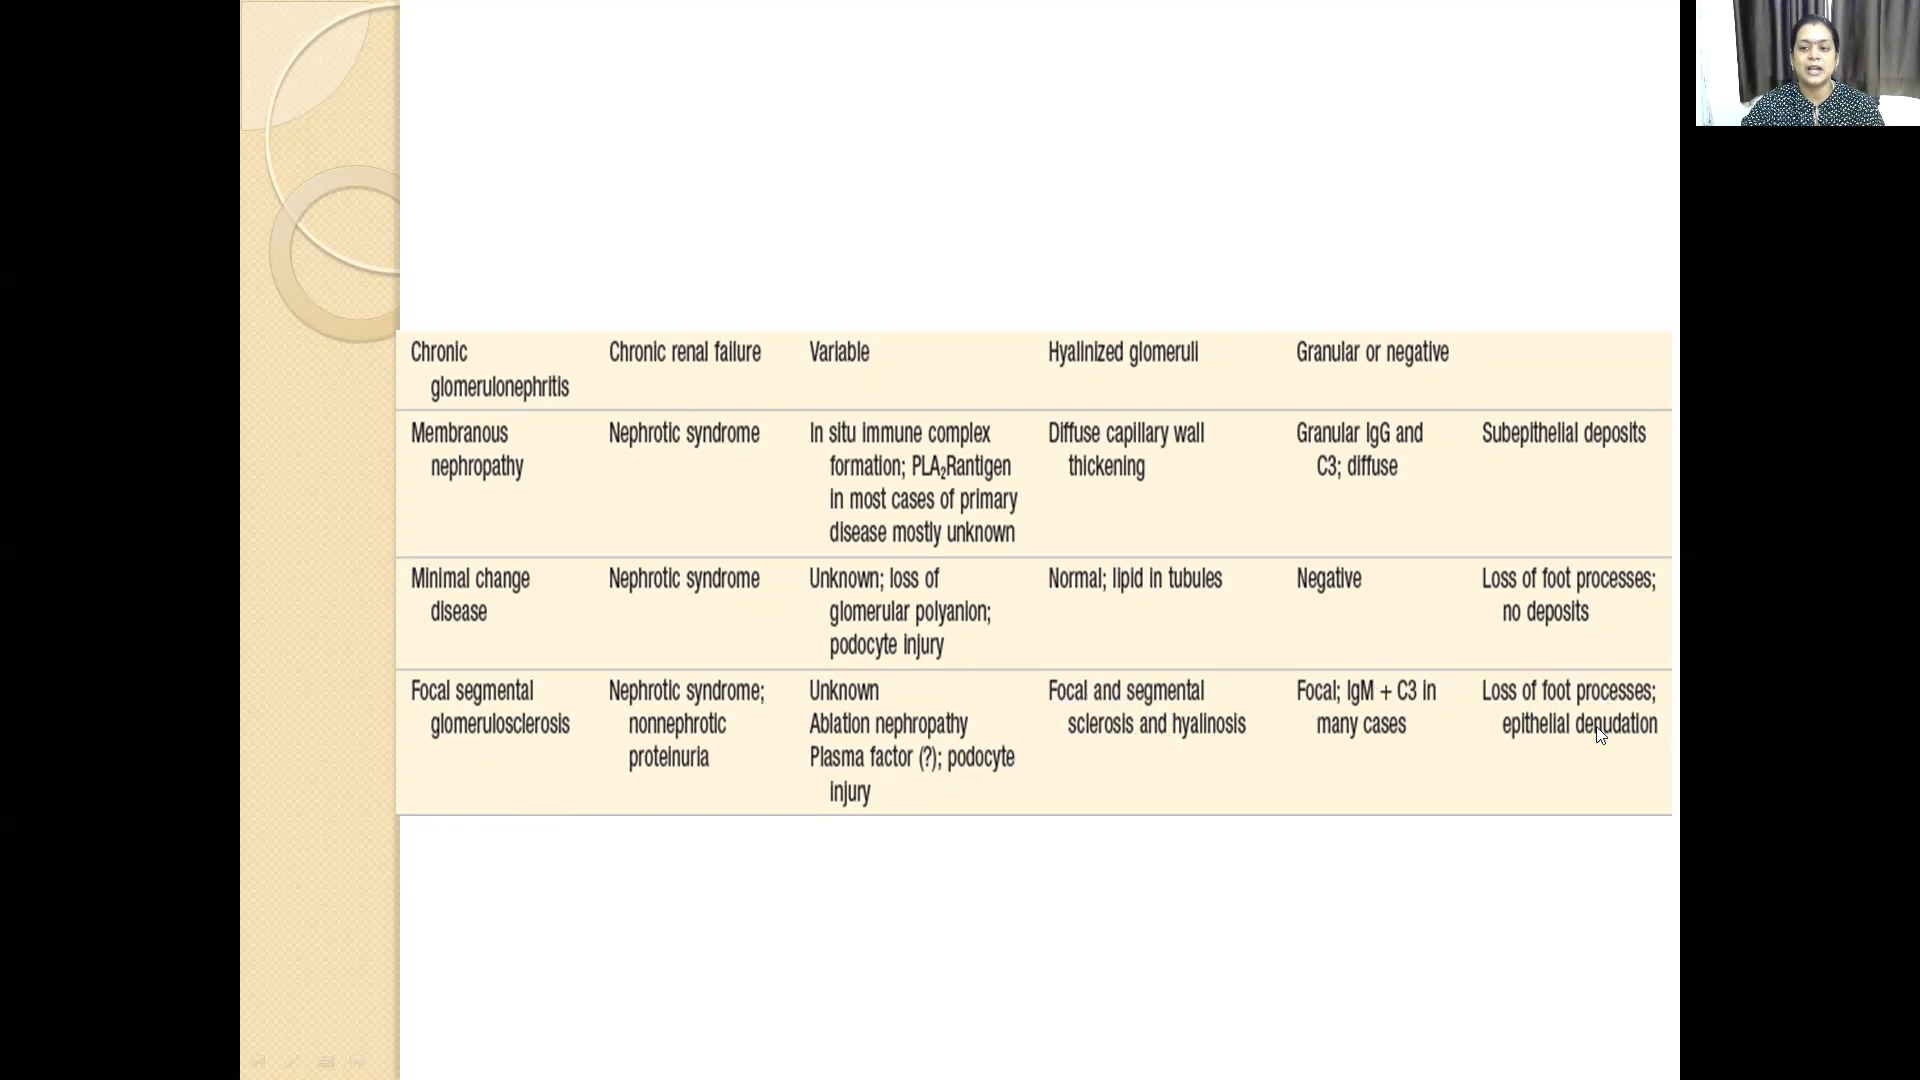 Chronic glomerulonephritis
Chronic renal failure
Variable
Hyalinized glomeruli
Granular or negative
Membranous nephropathy
Nephrotic syndrome
In situ immune complex
formation; PLA₂Rantigen
in most cases of primary
disease mostly unknown
Diffuse capillary wall
thickening
Granular IgG and
C3; diffuse
Subepithelial deposits
Minimal change
disease
Nephrotic syndrome
Unknown; loss of
glomerular polyanion;
podocyte injury
Normal; lipid in tubules
Negative
Loss of foot processes;
no deposits
Focal segmental
glomerulosclerosis
Nephrotic syndrome;
nonnephrotic
proteinuria
Unknown
Ablation nephropathy
Plasma factor (?); podocyte
injury
Focal and segmental
sclerosis and hyalinosis
Focal; IgM + C3 in
many cases
Loss of foot processes;
epithelial denudation